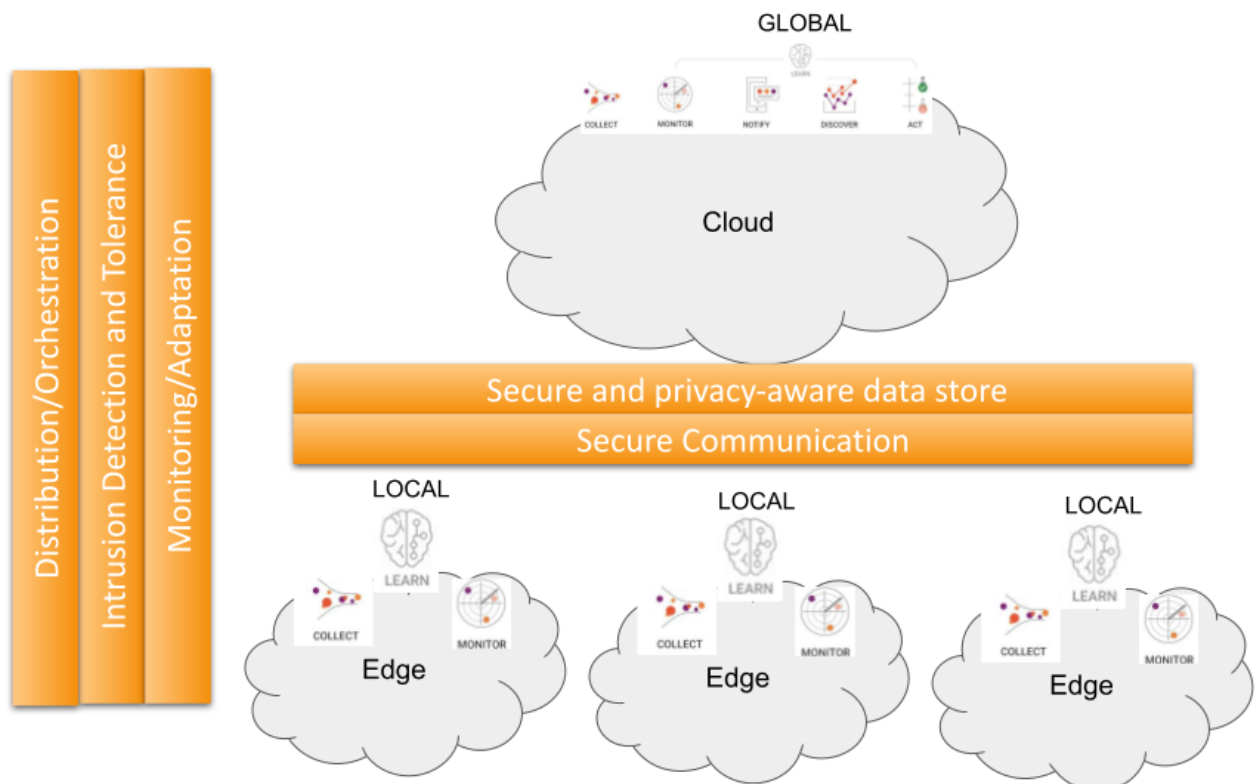 GLOBAL
LEARN
COLLECT MONITOR NOTIFY DISCOVER ACT
Cloud
Distribution/Orchestration
Intrusion Detection and Tolerance
Monitoring/Adaptation
Secure and privacy-aware data store
Secure Communication
LOCAL
LEARN
COLLECT
MONITOR
Edge
LOCAL
LEARN
COLLECT
MONITOR
Edge
LOCAL
LEARN
COLLECT
MONITOR
Edge